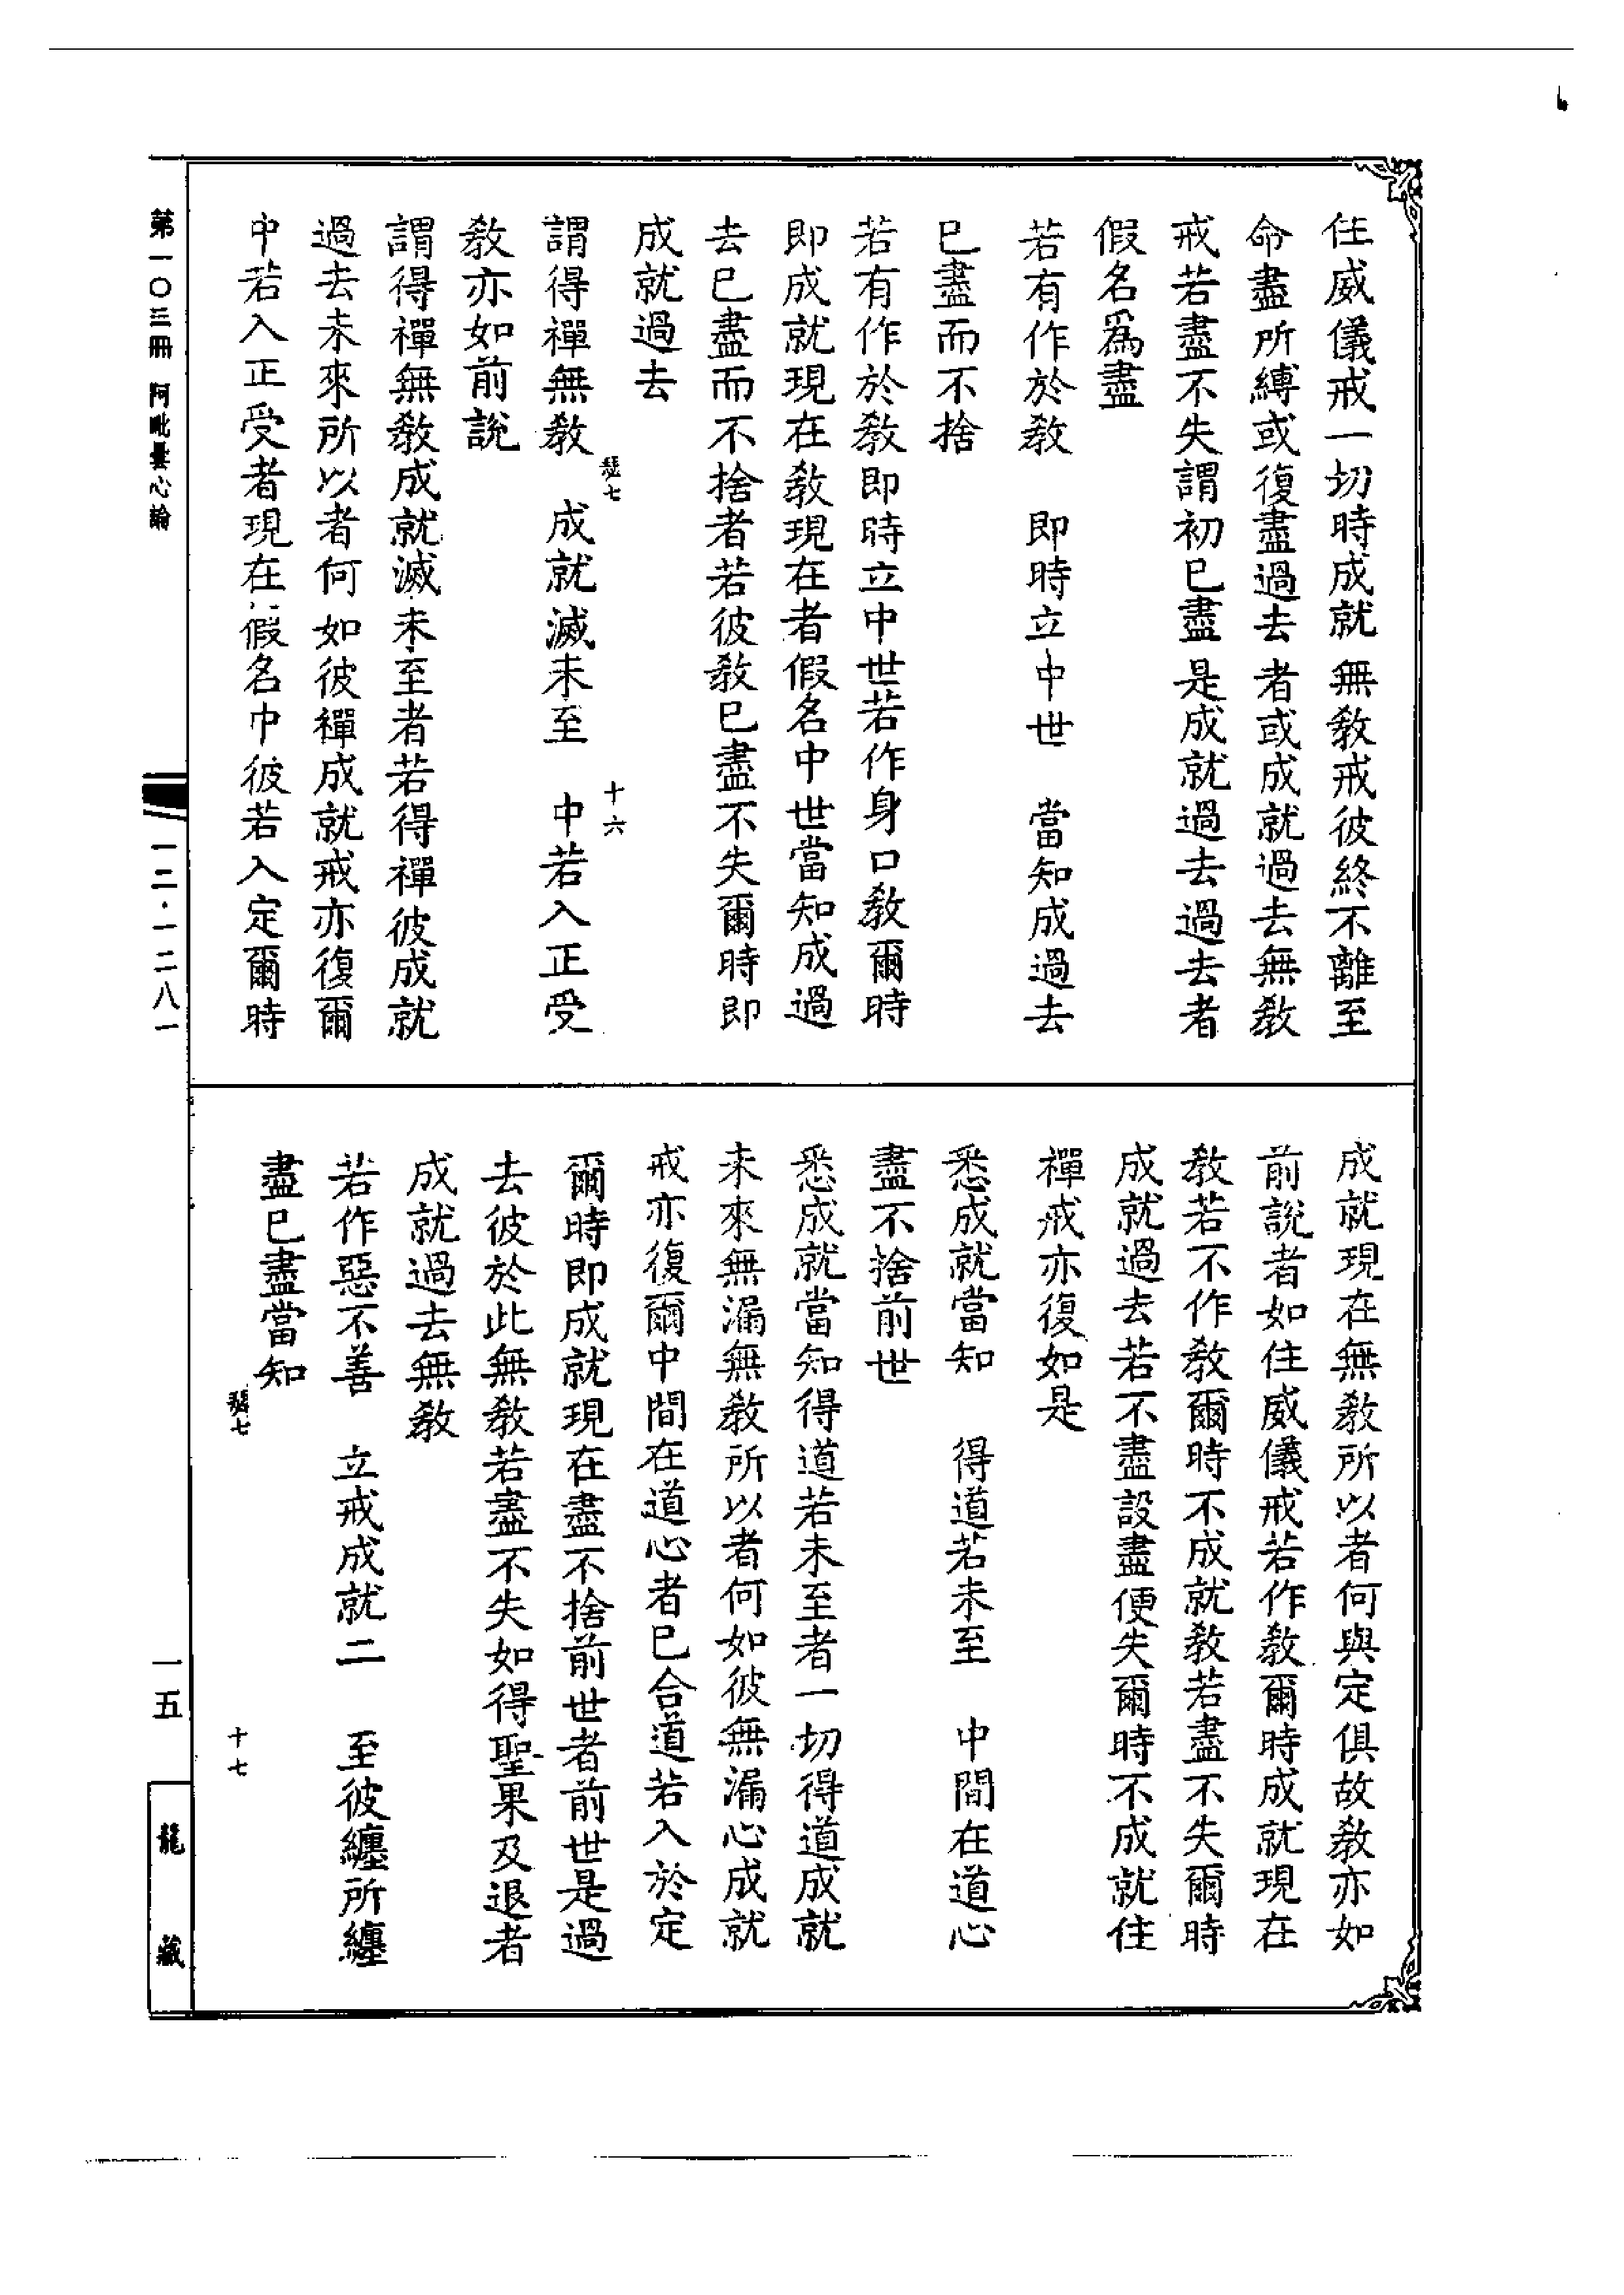 住威儀戒一切時成就無教戒彼終不離至
命盡所縛或復盡過去者或成就過去無教
戒若盡不失謂初已盡是成就過去過去者
假名爲盡
若有作於教　即時立中世　當知成過去
已盡而不捨
若有作於教即時立中世若作身口教爾時
即成就現在教現在者假名中世當知成過
去已盡而不捨者若彼教已盡不失爾時即
成就過去
謂得禪無教　成就滅未至　中若入正受
教亦如前說
謂得禪無教成就滅未至者若得禪彼成就
過去未來所以者何如彼禪成就戒亦復爾
中若入正受者現在假名中彼若入定爾時
瑟七　十六
成就現在無教所以者何與定俱故教亦如
前說者如住威儀戒若作教爾時成就現在
教若不作教爾時不成就教若盡不失爾時
成就過去若不盡設盡便失爾時不成就住
禪戒亦復如是
悉成就當知　得道若未至　中間在道心
盡不捨前世
悉成就當知得道若未至者一切得道成就
未來無漏無教所以者何如彼無漏心成就
戒亦復爾中間在道心者已合道若入於定
爾時即成就現在盡不捨前世者前世是過
去彼於此無教若盡不失如得聖果及退者
成就過去無教
若作惡不善　立戒成就二　至彼纏所纏
盡已盡當知
瑟七　十七
第一〇三冊　阿毗曇心論
一二·一二八一
一五
龍藏